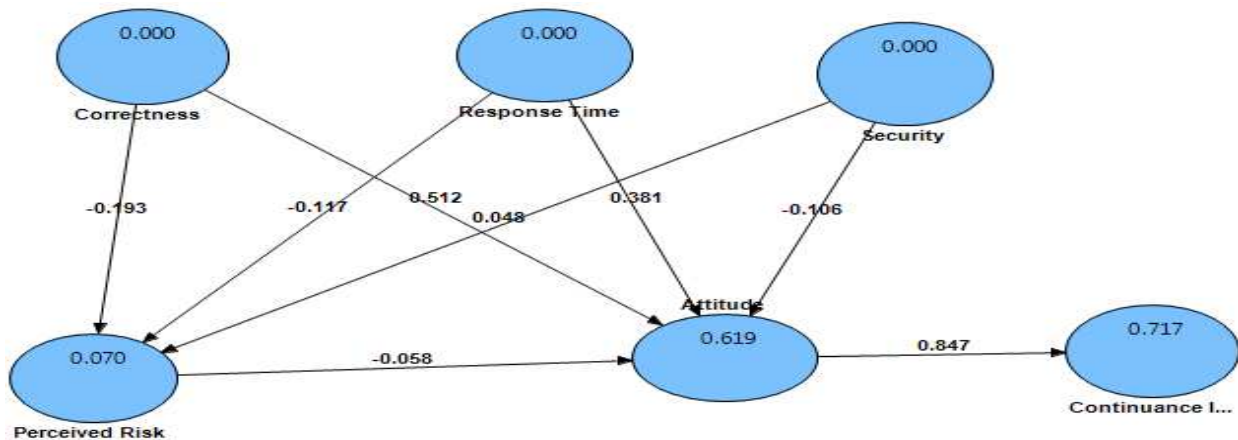 0.000
0.000
0.000
Correctness
Response Time
Security
-0.193
-0.117
0.512
0.048
0.381
-0.106
Attitude
0.070
-0.058
0.619
0.847
0.717
Perceived Risk
Continuance I...